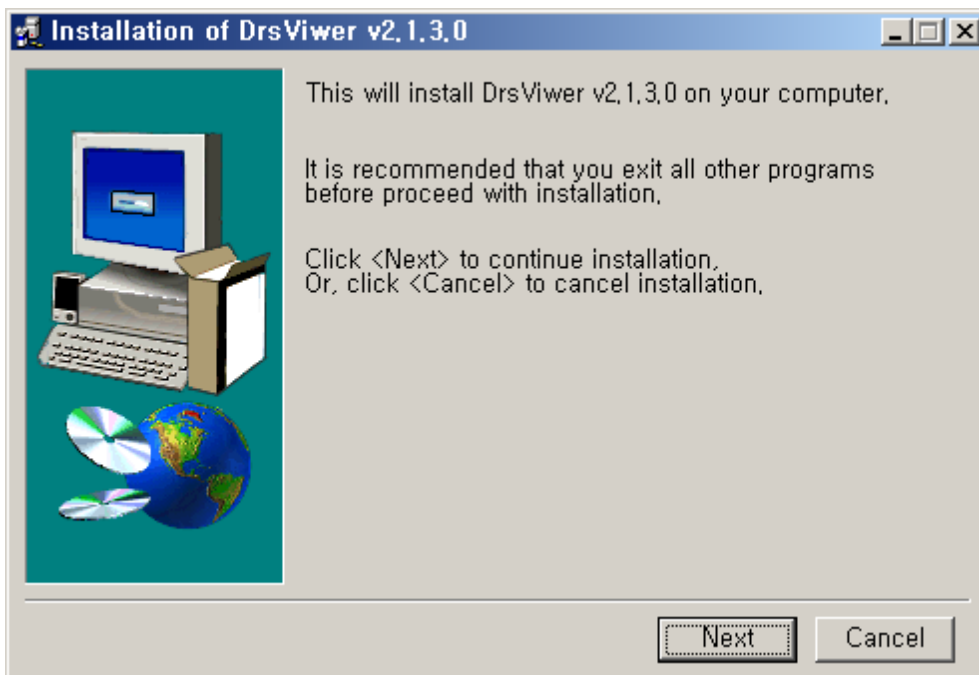 Installation of DrsViwer v2.1.3.0
This will install DrsViwer v2.1.3.0 on your computer.
It is recommended that you exit all other programs
before proceed with installation.
Click <Next> to continue installation.
Or, click <Cancel> to cancel installation.
Next
Cancel